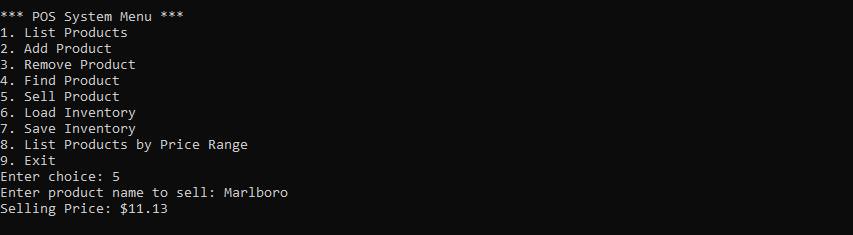 *** POS System Menu ***
1. List Products
2. Add Product
3. Remove Product
4. Find Product
5. Sell Product
6. Load Inventory
7. Save Inventory
8. List Products by Price Range
9. Exit
Enter choice: 5
Enter product name to sell: Marlboro
Selling Price: $11.13